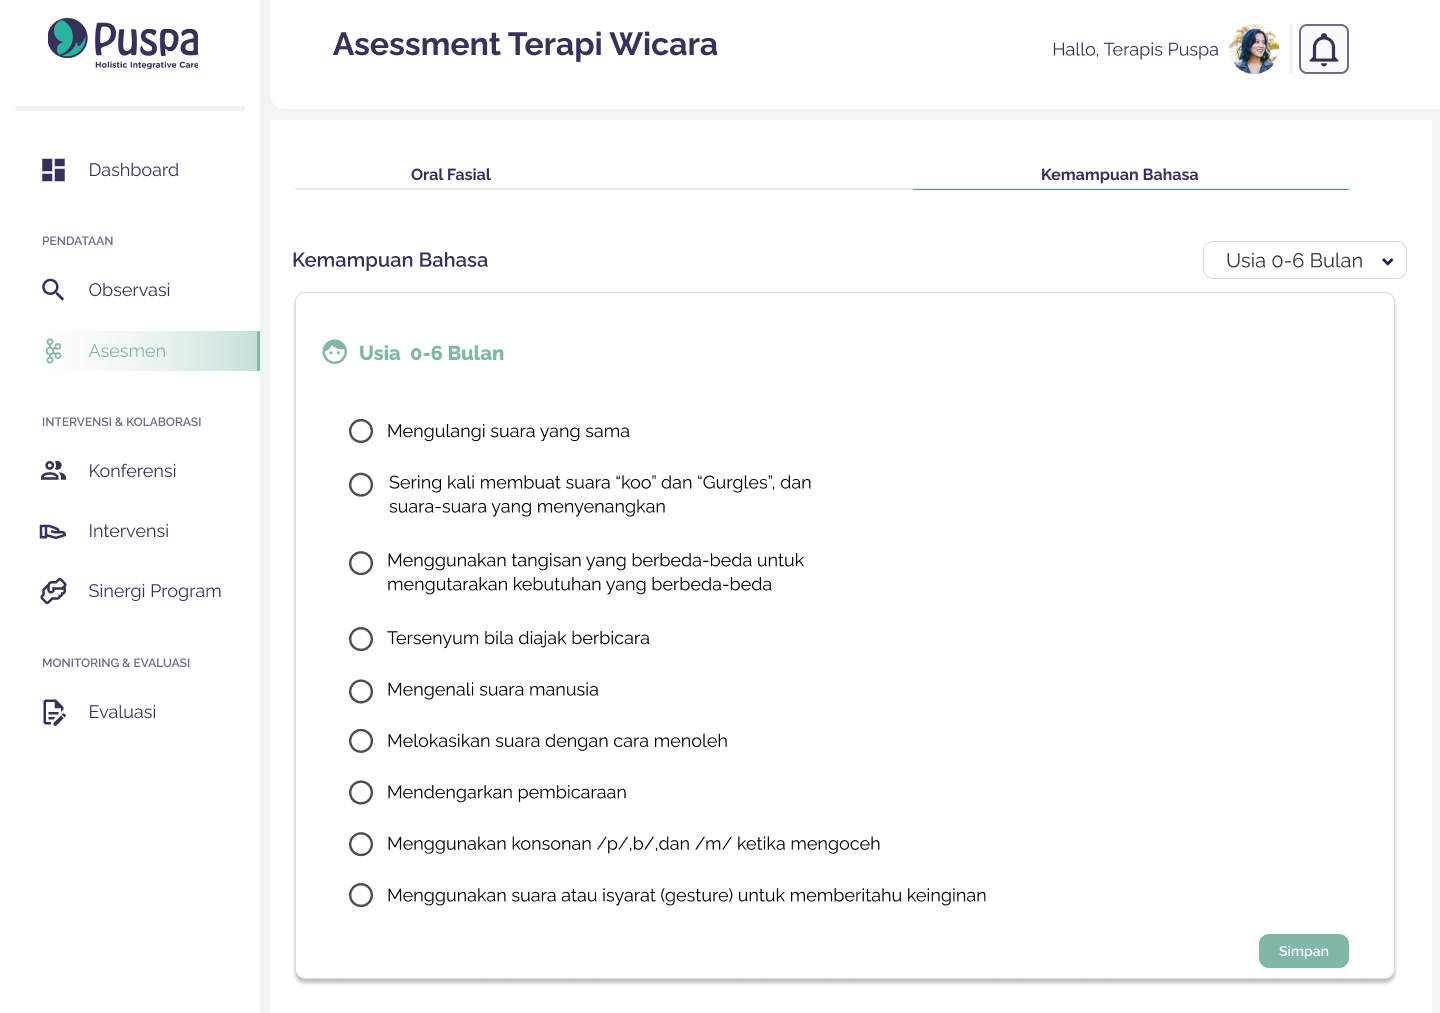 Puspa
Holistic Integrative Care
Asessment Terapi Wicara
Hallo, Terapis Puspa
Dashboard
PENDATAAN
Observasi
Asesmen
INTERVENSI & KOLABORASI
Konferensi
Intervensi
Sinergi Program
MONITORING & EVALUASI
Evaluasi
Oral Fasial
Kemampuan Bahasa
Kemampuan Bahasa
Usia 0-6 Bulan
Usia 0-6 Bulan
Mengulangi suara yang sama
Sering kali membuat suara “koo” dan “Gurgles”, dan
suara-suara yang menyenangkan
Menggunakan tangisan yang berbeda-beda untuk
mengutarakan kebutuhan yang berbeda-beda
Tersenyum bila diajak berbicara
Mengenali suara manusia
Melokasikan suara dengan cara menoleh
Mendengarkan pembicaraan
Menggunakan konsonan /p/,b/,dan /m/ ketika mengoceh
Menggunakan suara atau isyarat (gesture) untuk memberitahu keinginan
Simpan